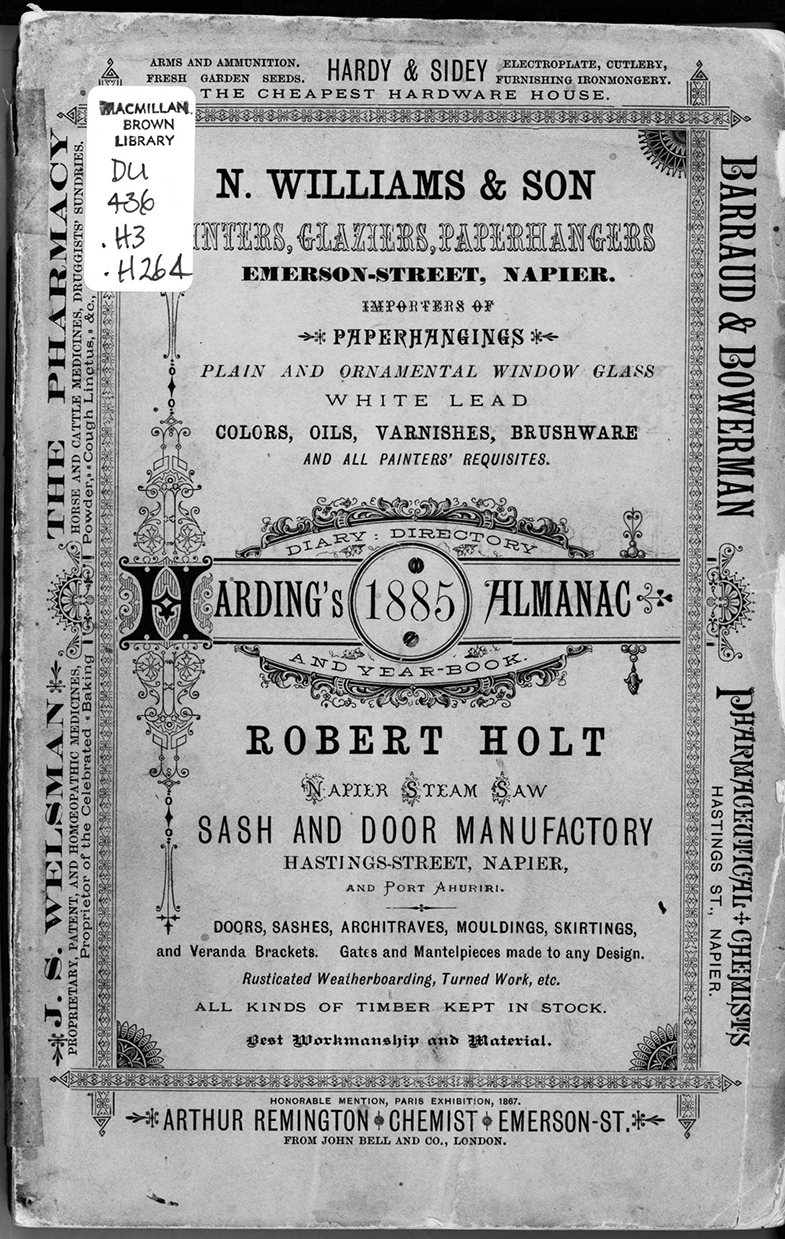 ARMS AND AMMUNITION.
FRESH GARDEN SEEDS.
HARDY & SIDEY
ELECTROPLATE, CUTLERY,
FURNISHING IRONMONGERY.
THE CHEAPEST HARDWARE HOUSE.
MACMILLAN
BROWN
LIBRARY
DU
436
.H3
.H264
N. WILLIAMS & SON
INTERS, GLAZIERS, PAPERHANGERS
EMERSON-STREET, NAPIER.
IMPORTERS OF
PAPERHANGINGS
PLAIN AND ORNAMENTAL WINDOW GLASS
WHITE LEAD
COLORS, OILS, VARNISHES, BRUSHWARE
AND ALL PAINTERS' REQUISITES.
DIARY: DIRECTORY
HARDING'S 1885 ALMANAC
AND YEAR-BOOK.
ROBERT HOLT
NAPIER STEAM SAW
SASH AND DOOR MANUFACTORY
HASTINGS-STREET, NAPIER,
AND PORT AHURIRI.
DOORS, SASHES, ARCHITRAVES, MOULDINGS, SKIRTINGS,
and Veranda Brackets. Gates and Mantelpieces made to any Design.
Rusticated Weatherboarding, Turned Work, etc.
ALL KINDS OF TIMBER KEPT IN STOCK.
Best Workmanship and Material.
HONORABLE MENTION, PARIS EXHIBITION, 1867.
ARTHUR REMINGTON CHEMIST EMERSON-ST.
FROM JOHN BELL AND CO., LONDON.
J. S. WELSMAN THE PHARMACY
PROPRIETARY, PATENT, AND HOMŒOPATHIC MEDICINES, HORSE AND CATTLE MEDICINES, DRUGGISTS' SUNDRIES.
Proprietor of the Celebrated "Baking Powder," "Cough Linctus," &c.,
BARRAUD & BOWERMAN
PHARMACEUTICAL CHEMISTS
HASTINGS ST., NAPIER.